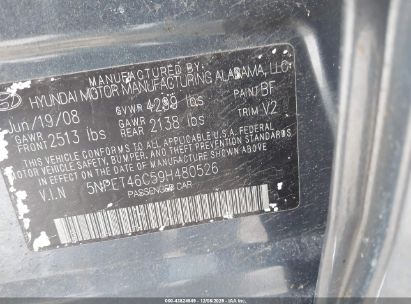 MANUFACTURED BY:
HYUNDAI MOTOR MANUFACTURING ALABAMA, LLC
Jun/19/08 GVWR 4299 lbs PAINT BF
GAWR FRONT 2513 lbs GAWR REAR 2138 lbs TRIM V2
THIS VEHICLE CONFORMS TO ALL APPLICABLE U.S. FEDERAL
MOTOR VEHICLE SAFETY, BUMPER, AND THEFT PREVENTION STANDARDS
IN EFFECT ON THE DATE OF MANUFACTURE SHOWN ABOVE.
V.I.N 5NPET46C59H480526
PASSENGER CAR